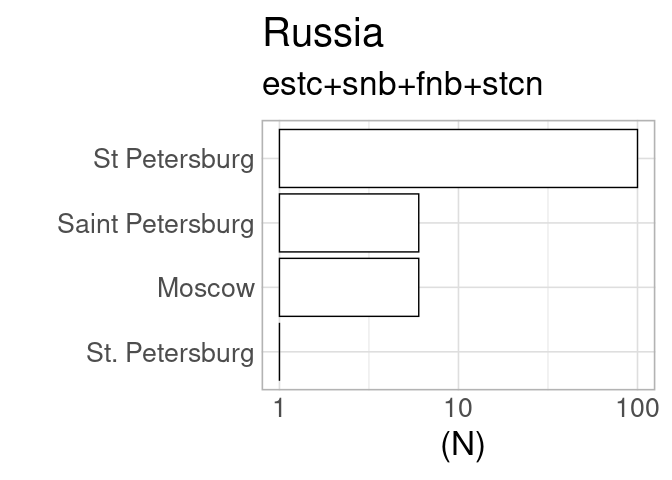 Russia
estc+snb+fnb+stcn
St Petersburg
Saint Petersburg
Moscow
St. Petersburg
1 10 100
(N)